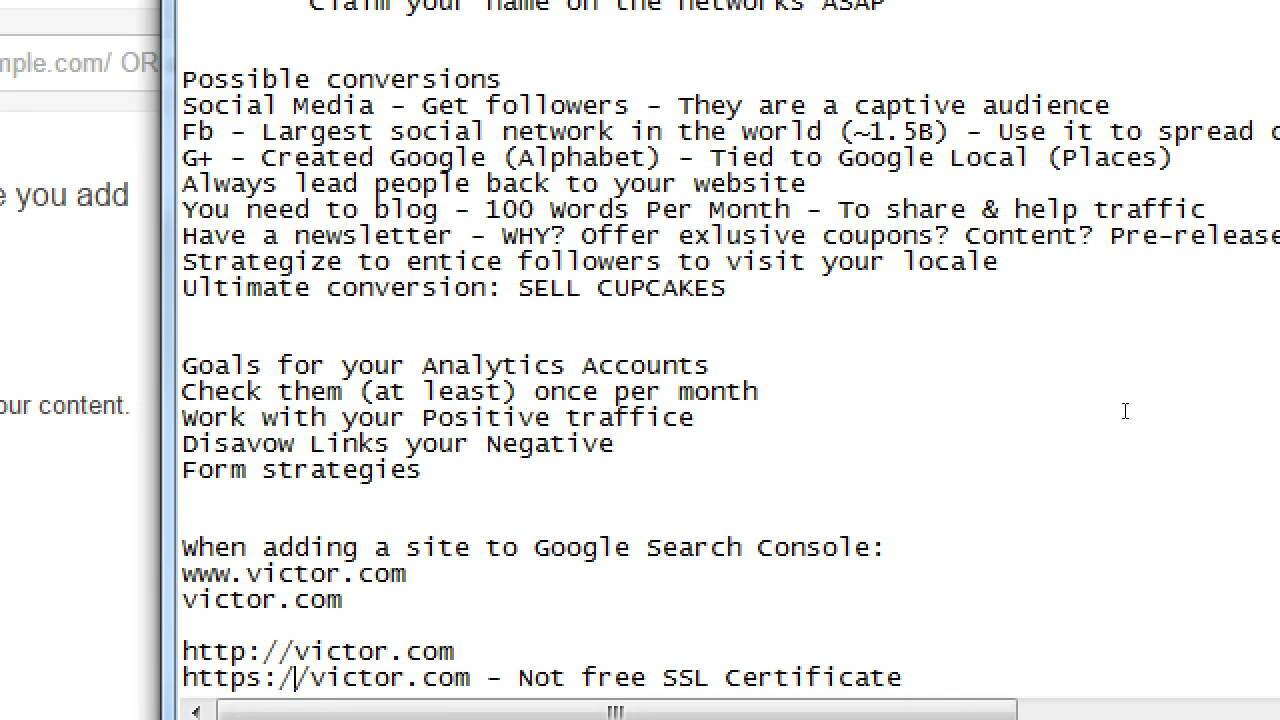 Claim your name on the networks ASAP
mple.com/ OR
Possible conversions
Social Media - Get followers - They are a captive audience
Fb - Largest social network in the world (~1.5B) - Use it to spread
G+ - Created Google (Alphabet) - Tied to Google Local (Places)
e you add
Always lead people back to your website
You need to blog - 100 Words Per Month - To share & help traffic
Have a newsletter - WHY? Offer exlusive coupons? Content? Pre-release
Strategize to entice followers to visit your locale
Ultimate conversion: SELL CUPCAKES
Goals for your Analytics Accounts
Check them (at least) once per month
our content.
Work with your Positive traffice
Disavow Links your Negative
Form strategies
When adding a site to Google Search Console:
www.victor.com
victor.com
http://victor.com
https://victor.com - Not free SSL Certificate